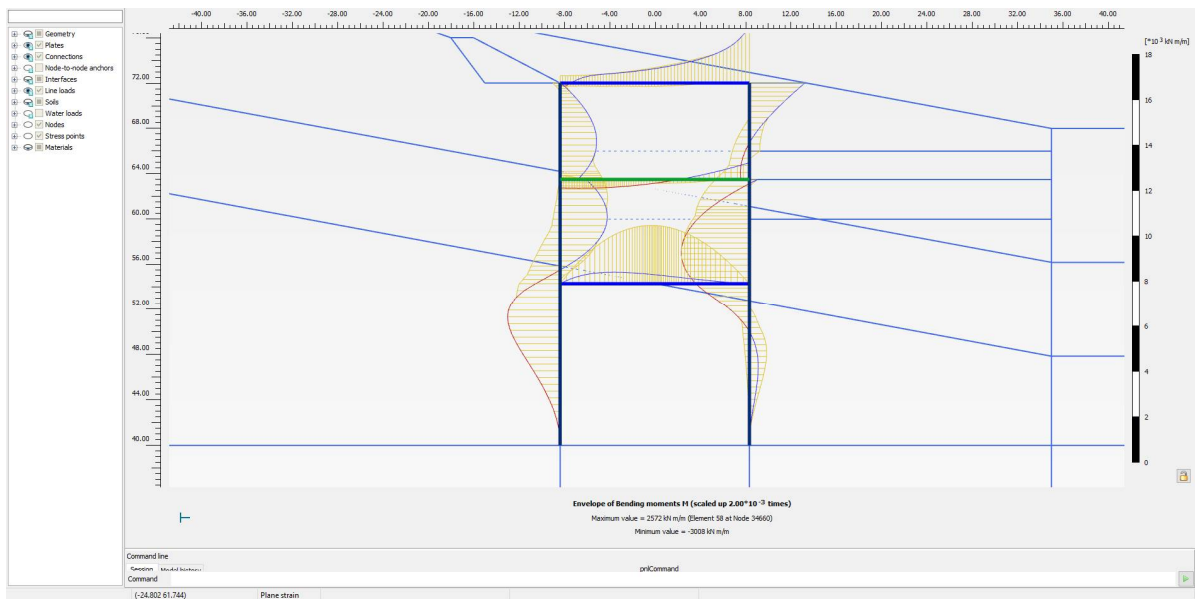 -40.00 -36.00 -32.00 -28.00 -24.00 -20.00 -16.00 -12.00 -8.00 -4.00 0.00 4.00 8.00 12.00 16.00 20.00 24.00 28.00 32.00 36.00 40.00
Geometry
Plates
Connections
Node-to-node anchors
Interfaces
Line loads
Soils
Water loads
Nodes
Stress points
Materials
72.00
68.00
64.00
60.00
56.00
52.00
48.00
44.00
40.00
[*10 3 kN m/m]
18
16
14
12
10
8
6
4
2
0
Envelope of Bending moments M (scaled up 2.00*10 -3 times)
Maximum value = 2572 kN m/m (Element 58 at Node 34660)
Minimum value = -3008 kN m/m
Command line
Session Model history
pnlCommand
Command
(-24.802 61.744) Plane strain